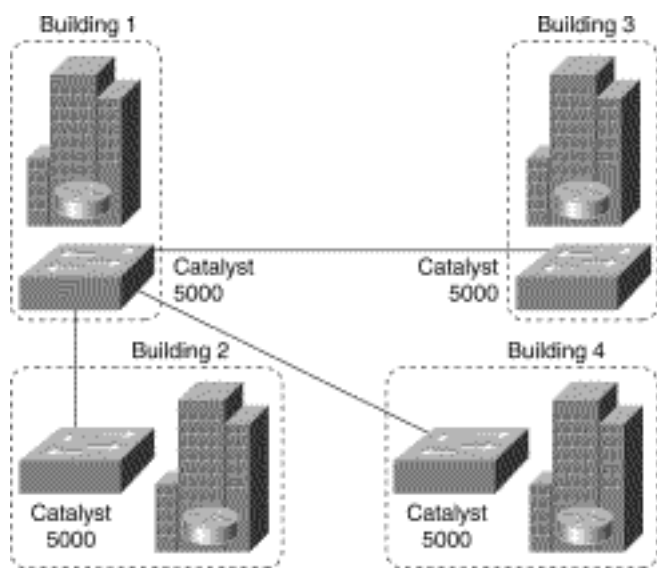 Building 1
Building 3
Catalyst
5000
Catalyst
5000
Building 2
Building 4
Catalyst
5000
Catalyst
5000